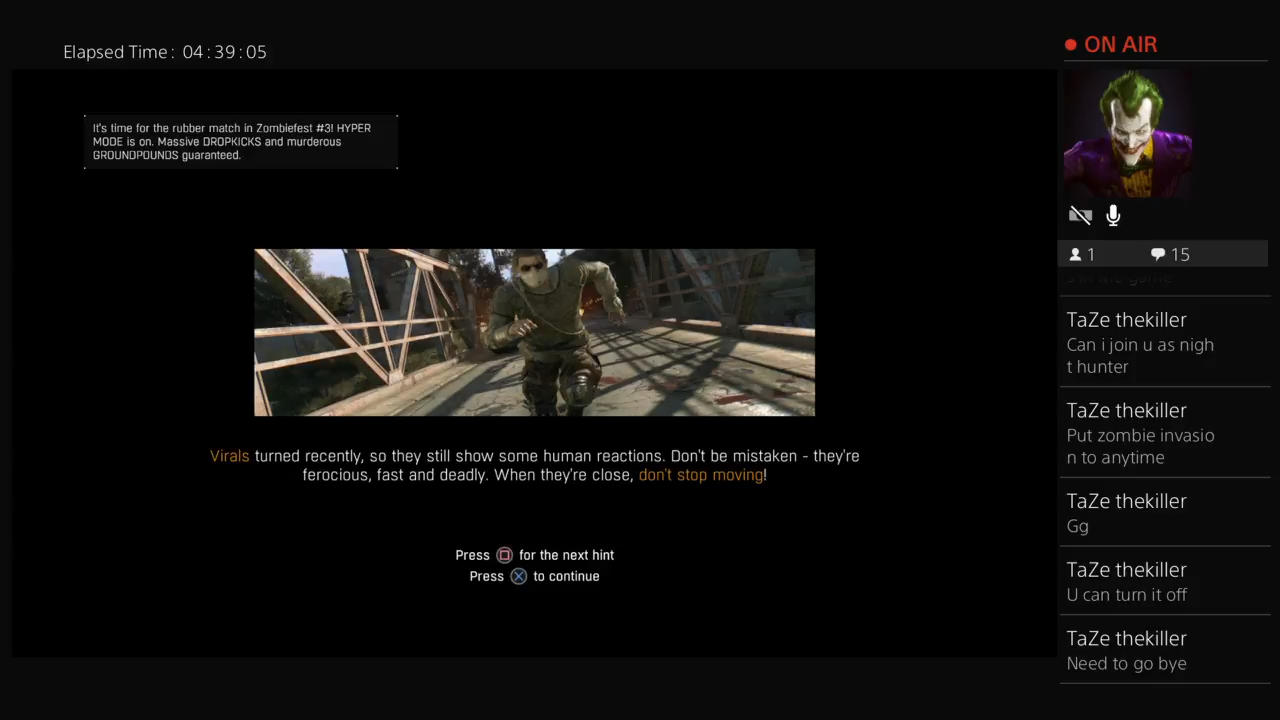 Elapsed Time: 04:39:05
ON AIR
It's time for the rubber match in Zombiefest #3! HYPER
MODE is on. Massive DROPKICKS and murderous
GROUNDPOUNDS guaranteed.
Virals turned recently, so they still show some human reactions. Don't be mistaken - they're
ferocious, fast and deadly. When they're close, don't stop moving!
Press for the next hint
Press to continue
1 15
TaZe thekiller
Can i join u as nigh
t hunter
TaZe thekiller
Put zombie invasio
n to anytime
TaZe thekiller
Gg
TaZe thekiller
U can turn it off
TaZe thekiller
Need to go bye